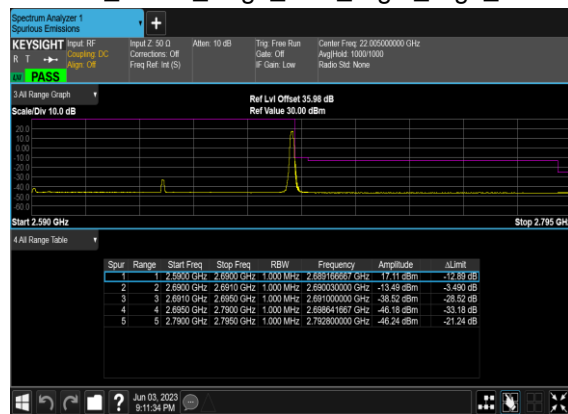 Spectrum Analyzer 1
Spurious Emissions
KEYSIGHT Input: RF Input Z: 50 Ω Atten: 10 dB Trig: Free Run Center Freq: 22.005000000 GHz
R T Coupling: DC Corrections: Off Gate: Off Avg|Hold: 1000/1000
Align: Off Freq Ref: Int (S) IF Gain: Low Radio Std: None
PASS
3 All Range Graph
Ref Lvl Offset 35.98 dB
Scale/Div 10.0 dB Ref Value 30.00 dBm
20.0
10.0
0.00
-10.0
-20.0
-30.0
-40.0
-50.0
-60.0
Start 2.590 GHz Stop 2.795 GHz
4 All Range Table
Spur Range Start Freq Stop Freq RBW Frequency Amplitude ΔLimit
1 1 2.5900 GHz 2.6900 GHz 1.000 MHz 2.689166667 GHz 17.11 dBm -12.89 dB
2 2 2.6900 GHz 2.6910 GHz 1.000 MHz 2.690030000 GHz -13.49 dBm -3.490 dB
3 3 2.6910 GHz 2.6950 GHz 1.000 MHz 2.691000000 GHz -38.52 dBm -28.52 dB
4 4 2.6950 GHz 2.7900 GHz 1.000 MHz 2.698641667 GHz -46.18 dBm -33.18 dB
5 5 2.7900 GHz 2.7950 GHz 1.000 MHz 2.792800000 GHz -46.24 dBm -21.24 dB
? Jun 03, 2023
9:11:34 PM